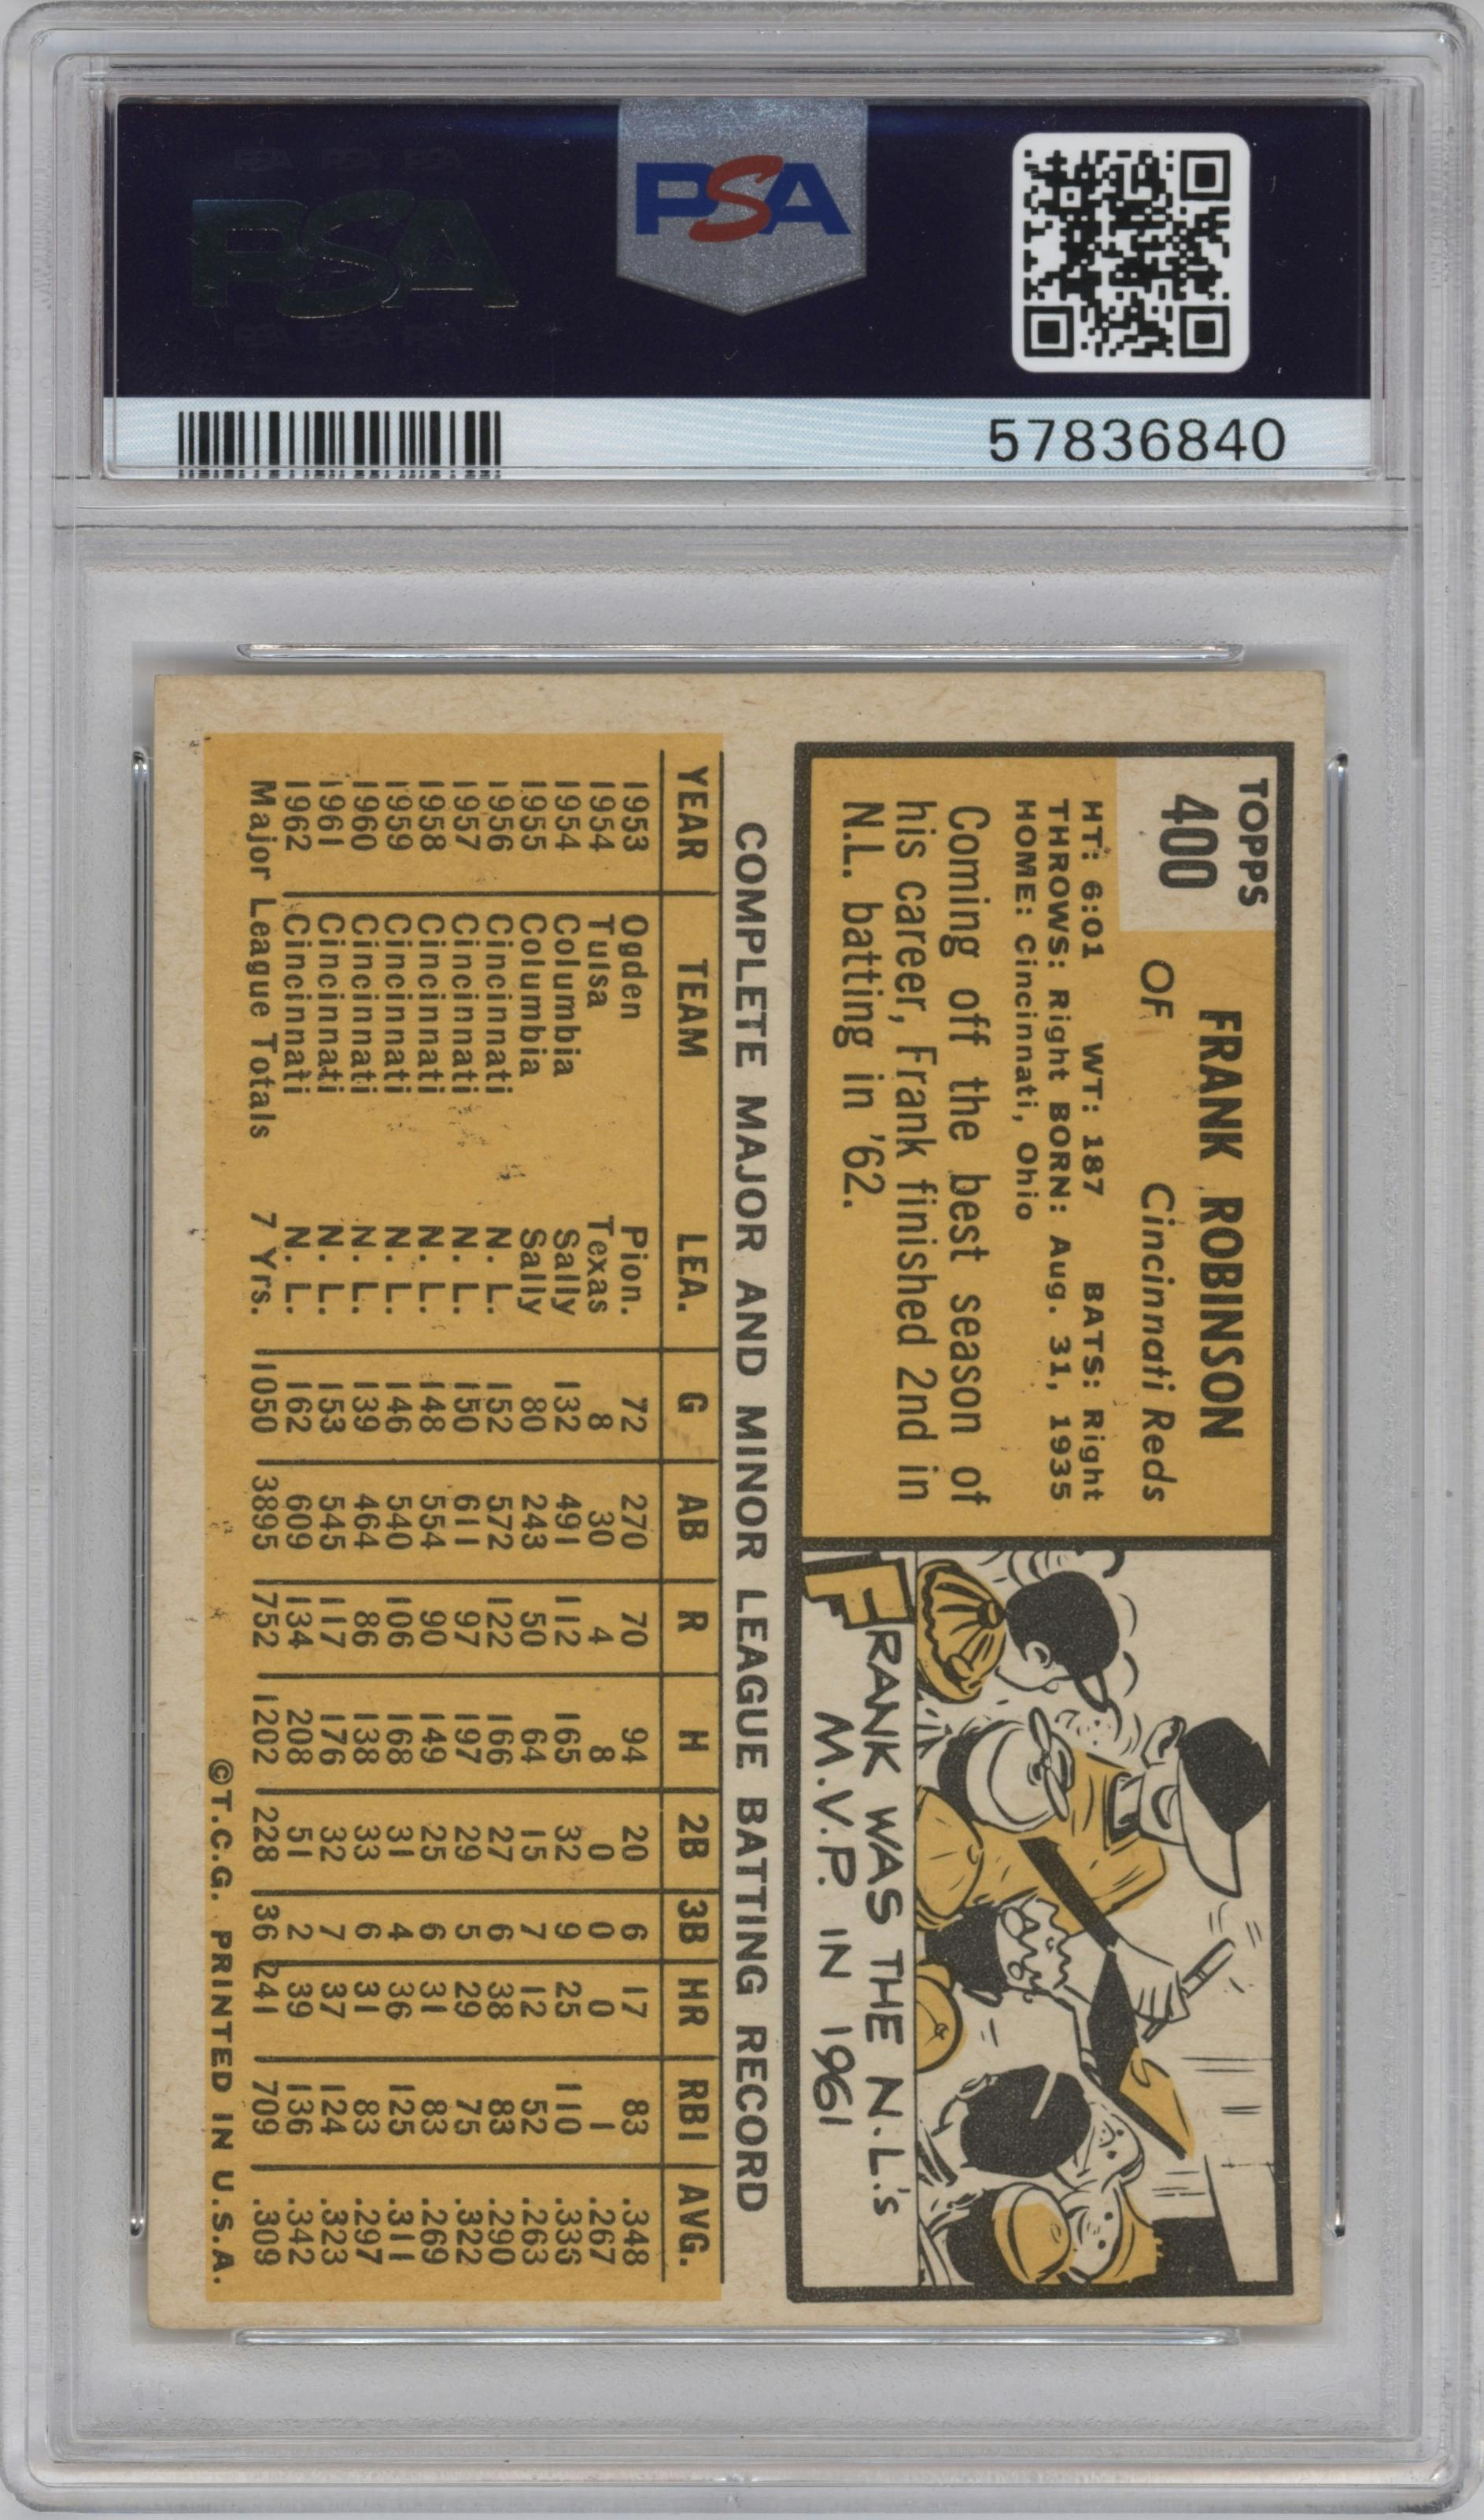 PSA
PSA
PSA PSA PSA
PSA PSA PSA
57836840
TOPPS
400
FRANK ROBINSON
OF Cincinnati Reds
HT: 6:01 WT: 187 BATS: Right
THROWS: Right BORN: Aug. 31, 1935
HOME: Cincinnati, Ohio
Coming off the best season of
his career, Frank finished 2nd in
N.L. batting in '62.
FRANK WAS THE N.L.'s
M.V.P. IN 1961
COMPLETE MAJOR AND MINOR LEAGUE BATTING RECORD
YEAR TEAM LEA. G AB R H 2B 3B HR RBI AVG.
1953 Ogden Pion. 72 270 70 94 20 6 17 83 .348
1954 Tulsa Texas 8 30 4 8 0 0 0 1 .267
1954 Columbia Sally 132 491 112 165 32 9 25 110 .336
1955 Columbia Sally 80 243 50 64 15 7 12 52 .263
1956 Cincinnati N. L. 152 572 122 166 27 6 38 83 .290
1957 Cincinnati N. L. 150 611 97 197 29 5 29 75 .322
1958 Cincinnati N. L. 148 554 90 149 25 6 31 83 .269
1959 Cincinnati N. L. 146 540 106 168 31 4 36 125 .311
1960 Cincinnati N. L. 139 464 86 138 33 6 31 83 .297
1961 Cincinnati N. L. 153 545 117 176 32 7 37 124 .323
1962 Cincinnati N. L. 162 609 134 208 51 2 39 136 .342
Major League Totals 7 Yrs. 1050 3895 752 1202 228 36 241 709 .309
©T.C.G. PRINTED IN U.S.A.